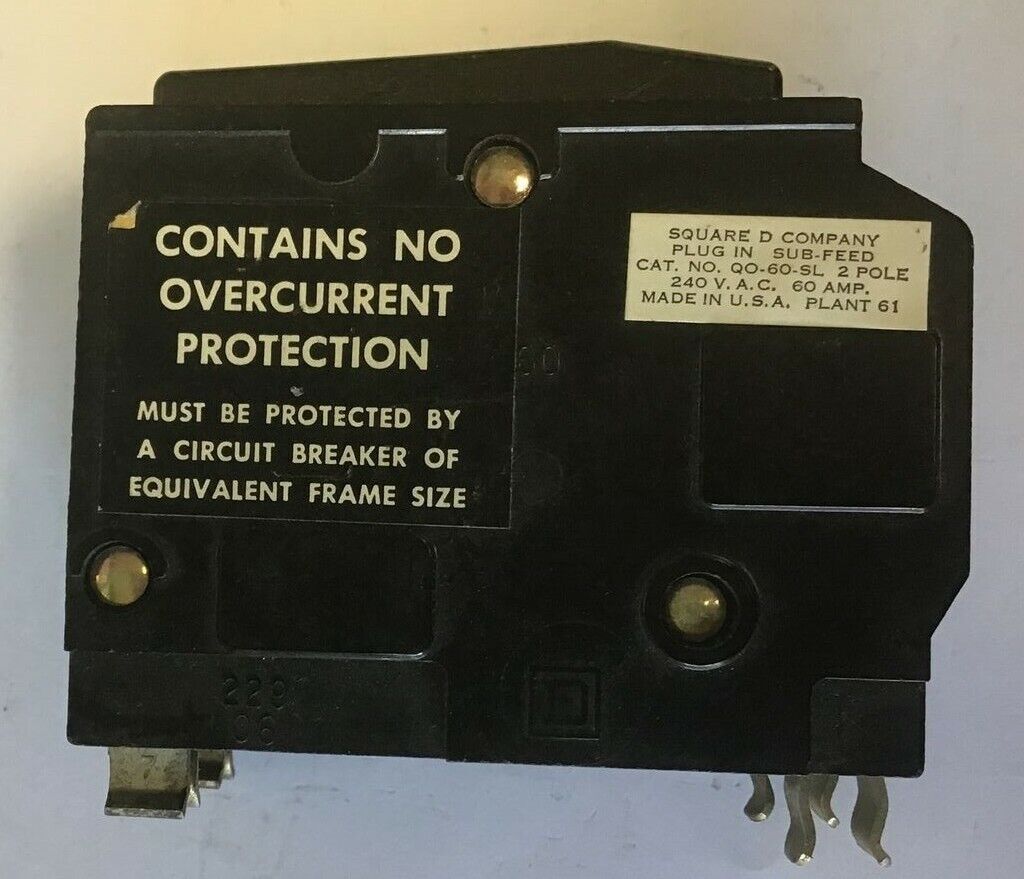 CONTAINS NO
OVERCURRENT
PROTECTION
MUST BE PROTECTED BY
A CIRCUIT BREAKER OF
EQUIVALENT FRAME SIZE
SQUARE D COMPANY
PLUG IN SUB-FEED
CAT. NO. QO-60-SL 2 POLE
240 V. A.C. 60 AMP.
MADE IN U.S.A. PLANT 61
D
7